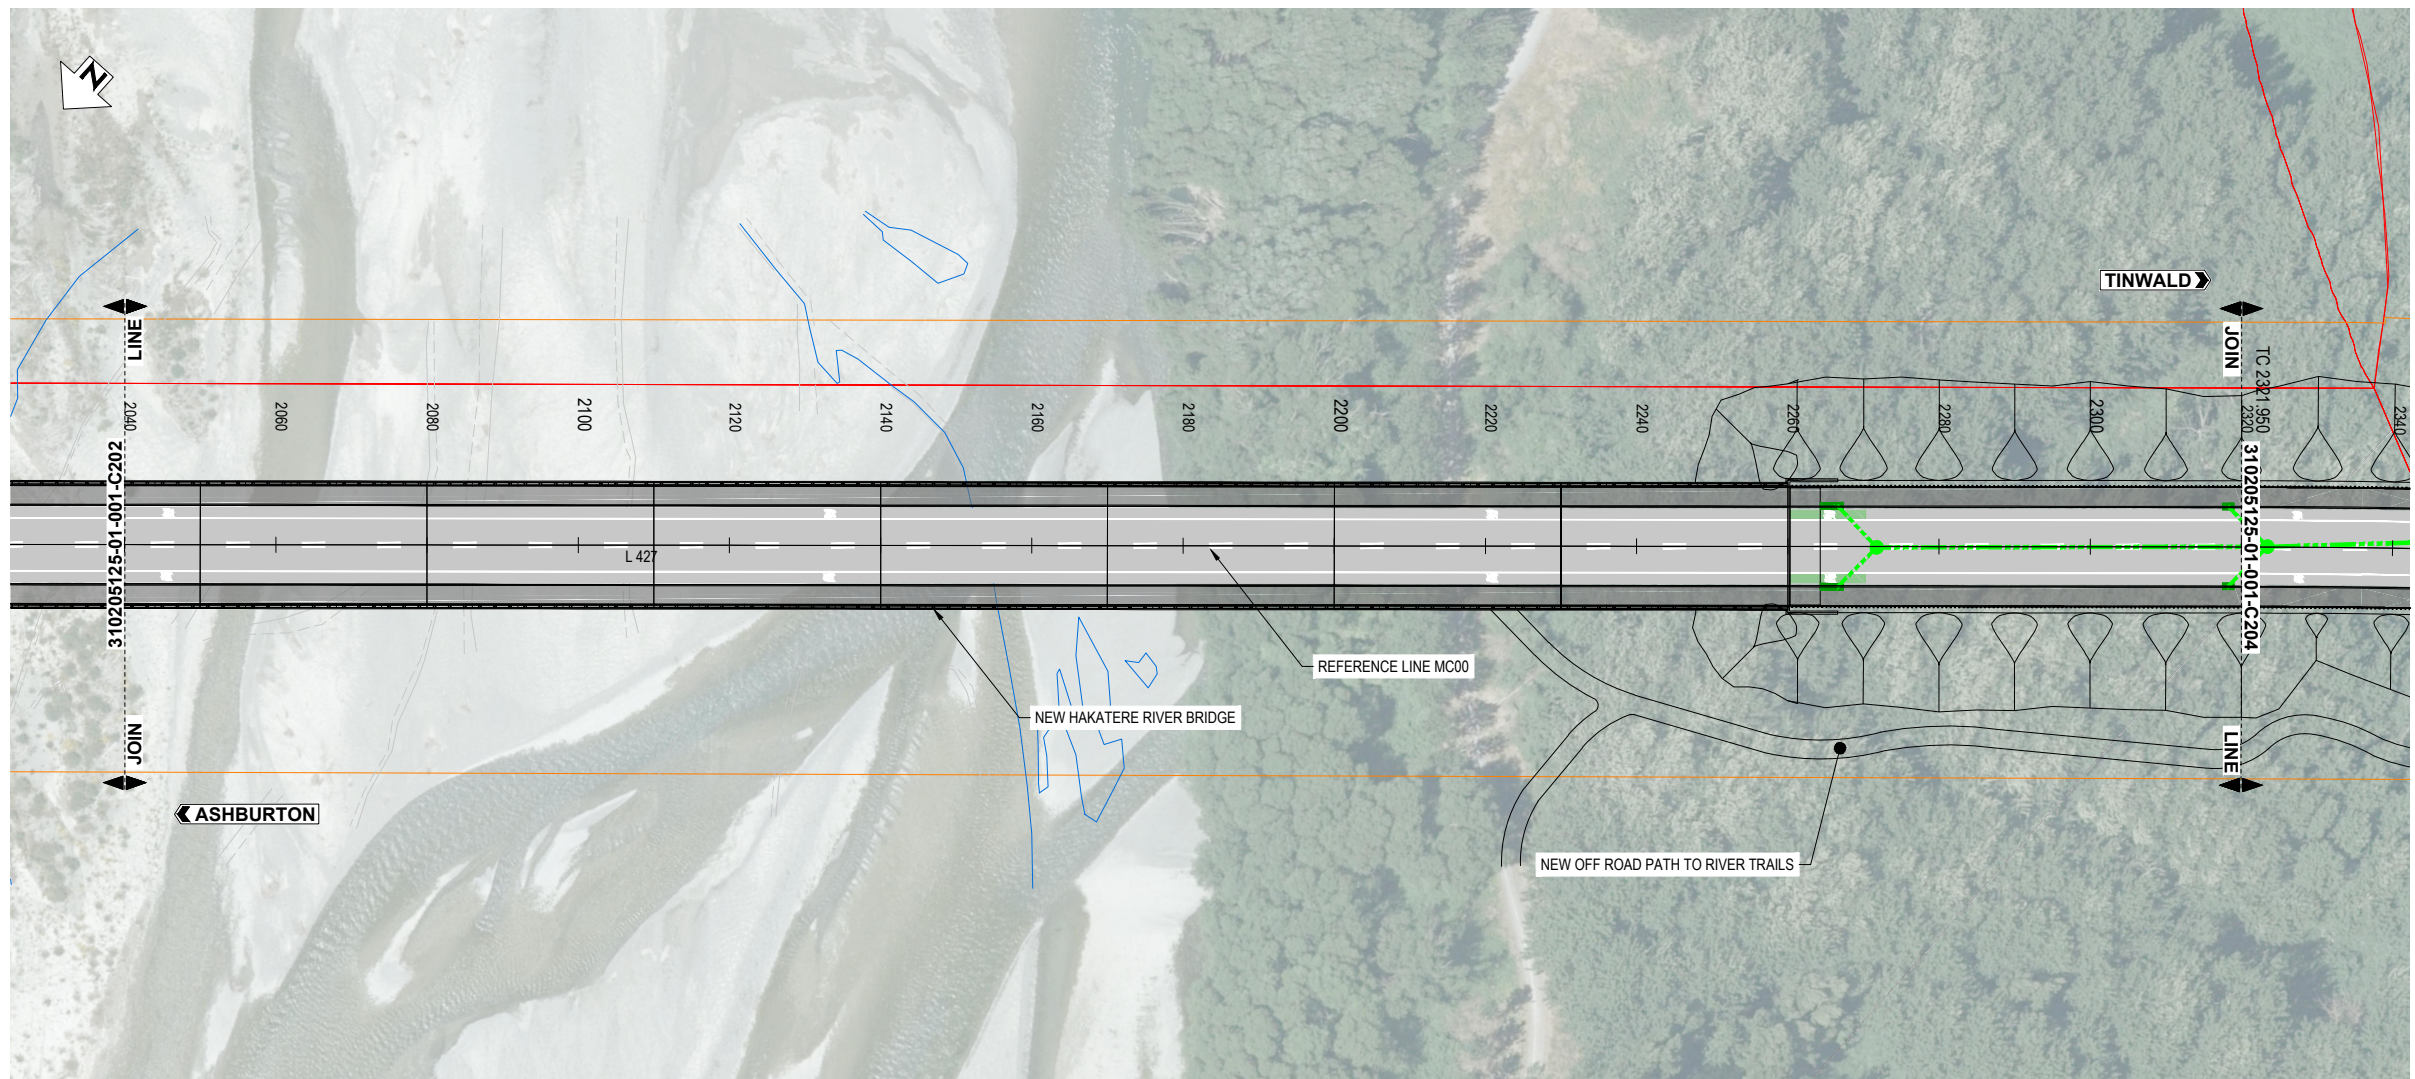 N
TINWALD
LINE
JOIN
TC 2321.950
2040
2060
2080
2100
2120
2140
2160
2180
2200
2220
2240
2260
2280
2300
2320
2340
310205125-01-001-C202
310205125-01-001-C204
L 427
REFERENCE LINE MC00
NEW HAKATERE RIVER BRIDGE
JOIN
LINE
ASHBURTON
NEW OFF ROAD PATH TO RIVER TRAILS